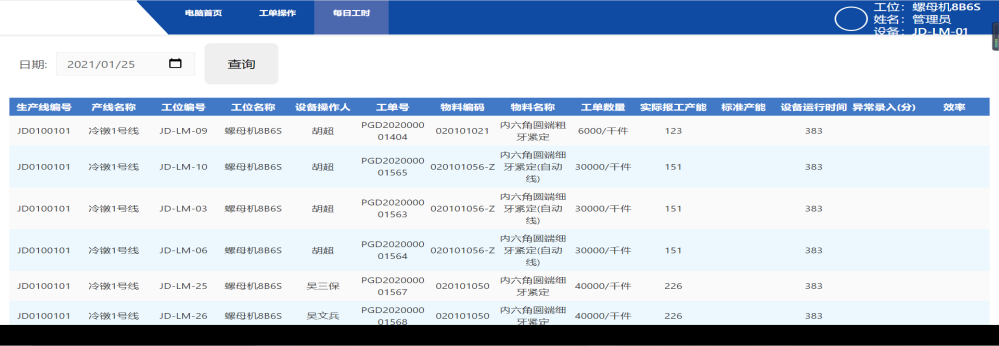 电脑首页 工单操作 每日工时
工位：螺母机8B6S
姓名：管理员
设备：JD-LM-01
日期: 2021/01/25 查询
生产线编号 产线名称 工位编号 工位名称 设备操作人 工单号 物料编码 物料名称 工单数量 实际报工产能 标准产能 设备运行时间 异常录入(分) 效率
JD0100101 冷镦1号线 JD-LM-09 螺母机8B6S 胡超 PGD202000001404 020101021 内六角圆端粗牙紧定 6000/千件 123 383
JD0100101 冷镦1号线 JD-LM-10 螺母机8B6S 胡超 PGD202000001565 020101056-Z 内六角圆端细牙紧定(自动线) 30000/千件 151 383
JD0100101 冷镦1号线 JD-LM-03 螺母机8B6S 胡超 PGD202000001563 020101056-Z 内六角圆端细牙紧定(自动线) 30000/千件 151 383
JD0100101 冷镦1号线 JD-LM-06 螺母机8B6S 胡超 PGD202000001564 020101056-Z 内六角圆端细牙紧定(自动线) 30000/千件 151 383
JD0100101 冷镦1号线 JD-LM-25 螺母机8B6S 吴三保 PGD202000001567 020101050 内六角圆端细牙紧定 40000/千件 226 383
JD0100101 冷镦1号线 JD-LM-26 螺母机8B6S 吴文兵 PGD202000001568 020101050 内六角圆端细牙紧定 40000/千件 226 383